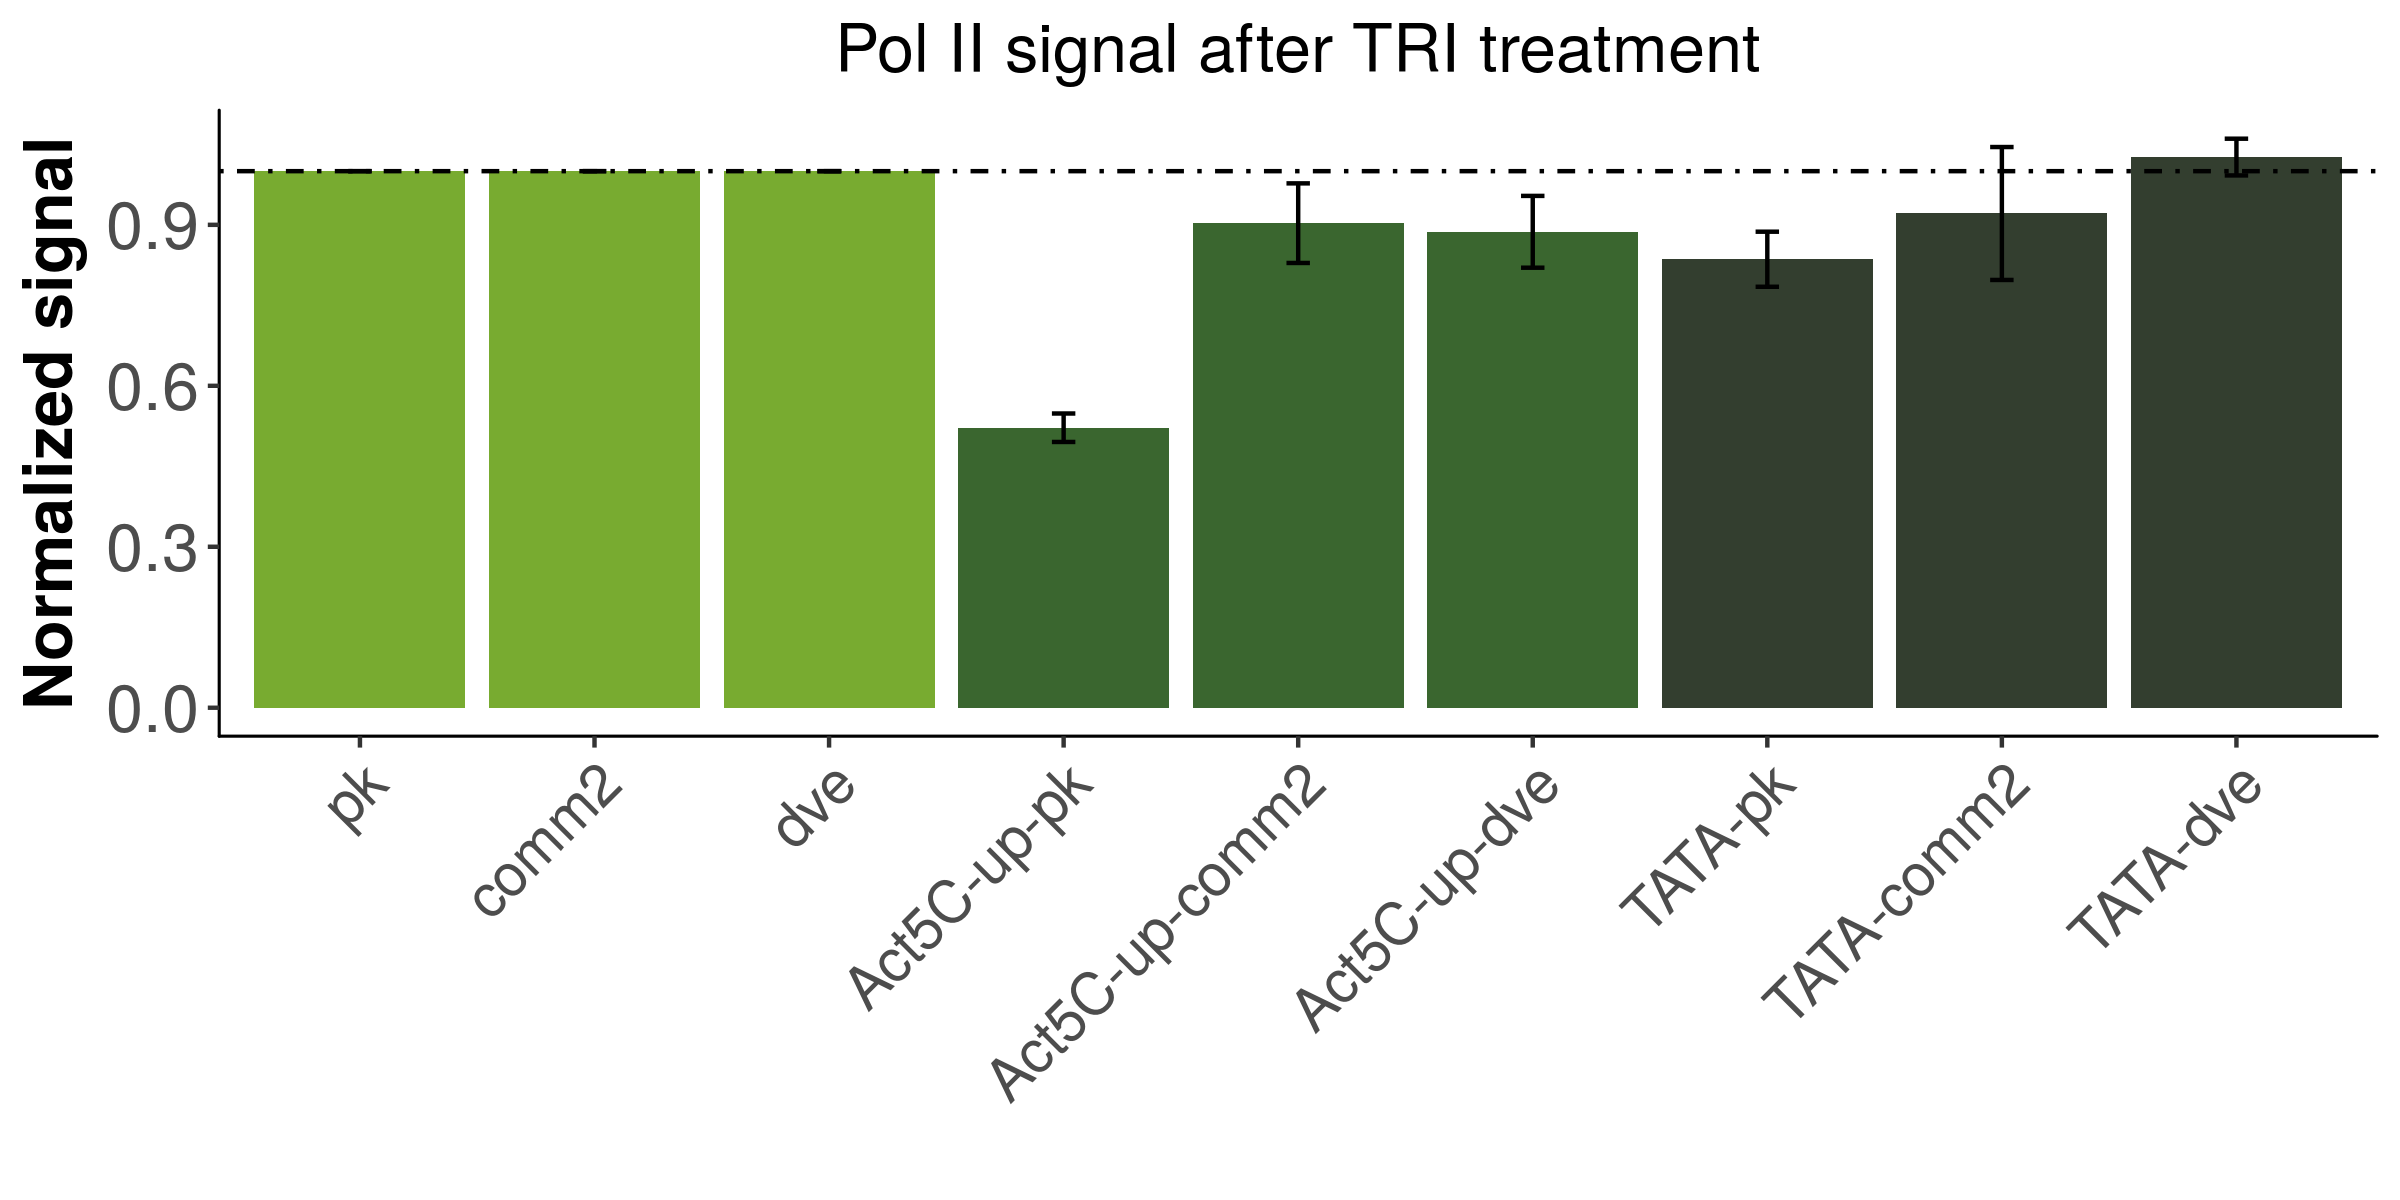 Pol II signal after TRI treatment
Normalized signal
0.9
0.6
0.3
0.0
pk
comm2
dve
Act5C-up-pk
Act5C-up-comm2
Act5C-up-dve
TATA-pk
TATA-comm2
TATA-dve